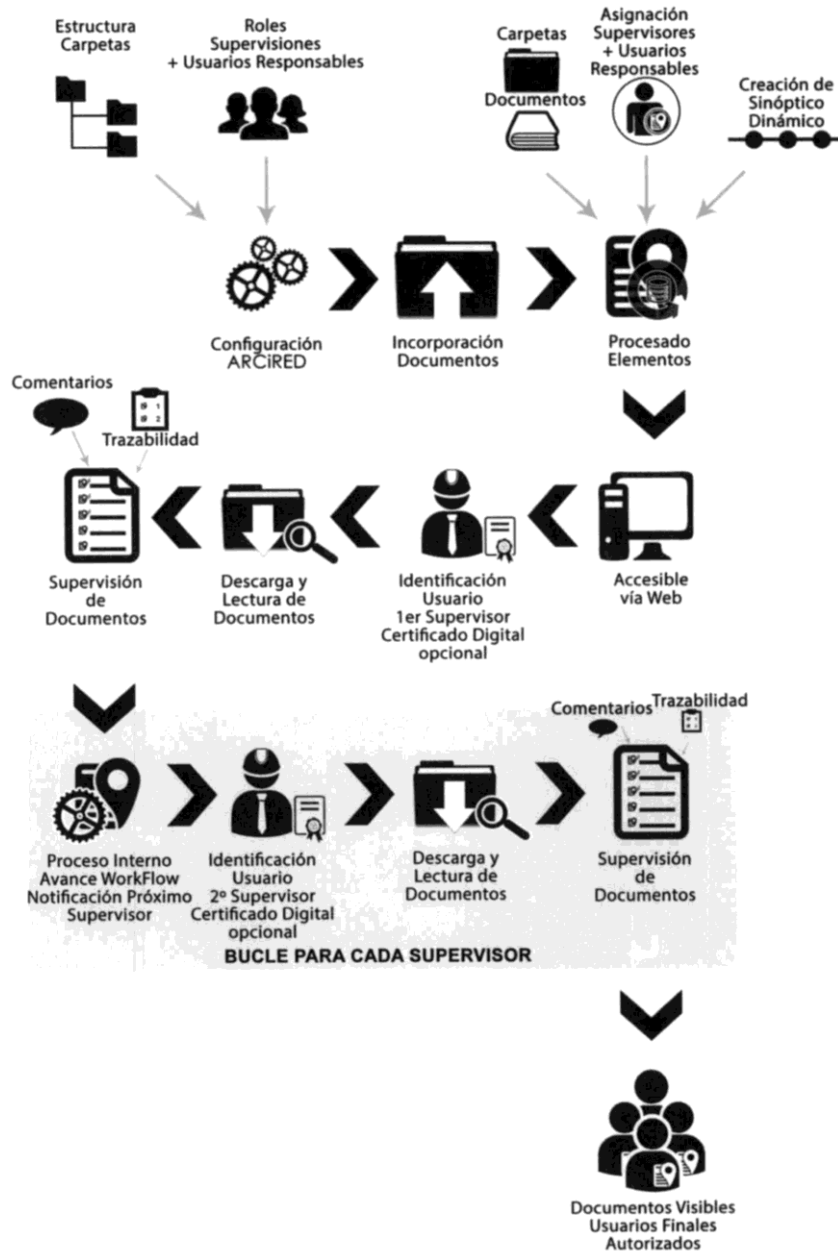 Estructura
Carpetas
Roles
Supervisiones
+ Usuarios Responsables
Carpetas
Documentos
Asignación
Supervisores
+ Usuarios
Responsables
Creación de
Sinóptico
Dinámico
Configuración
ARCiRED
Incorporación
Documentos
Procesado
Elementos
Comentarios
Trazabilidad
1
2
Supervisión
de
Documentos
Descarga y
Lectura de
Documentos
Identificación
Usuario
1er Supervisor
Certificado Digital
opcional
Accesible
vía Web
Proceso Interno
Avance WorkFlow
Notificación Próximo
Supervisor
Identificación
Usuario
2º Supervisor
Certificado Digital
opcional
Descarga y
Lectura de
Documentos
Comentarios
Trazabilidad
Supervisión
de
Documentos
BUCLE PARA CADA SUPERVISOR
Documentos Visibles
Usuarios Finales
Autorizados